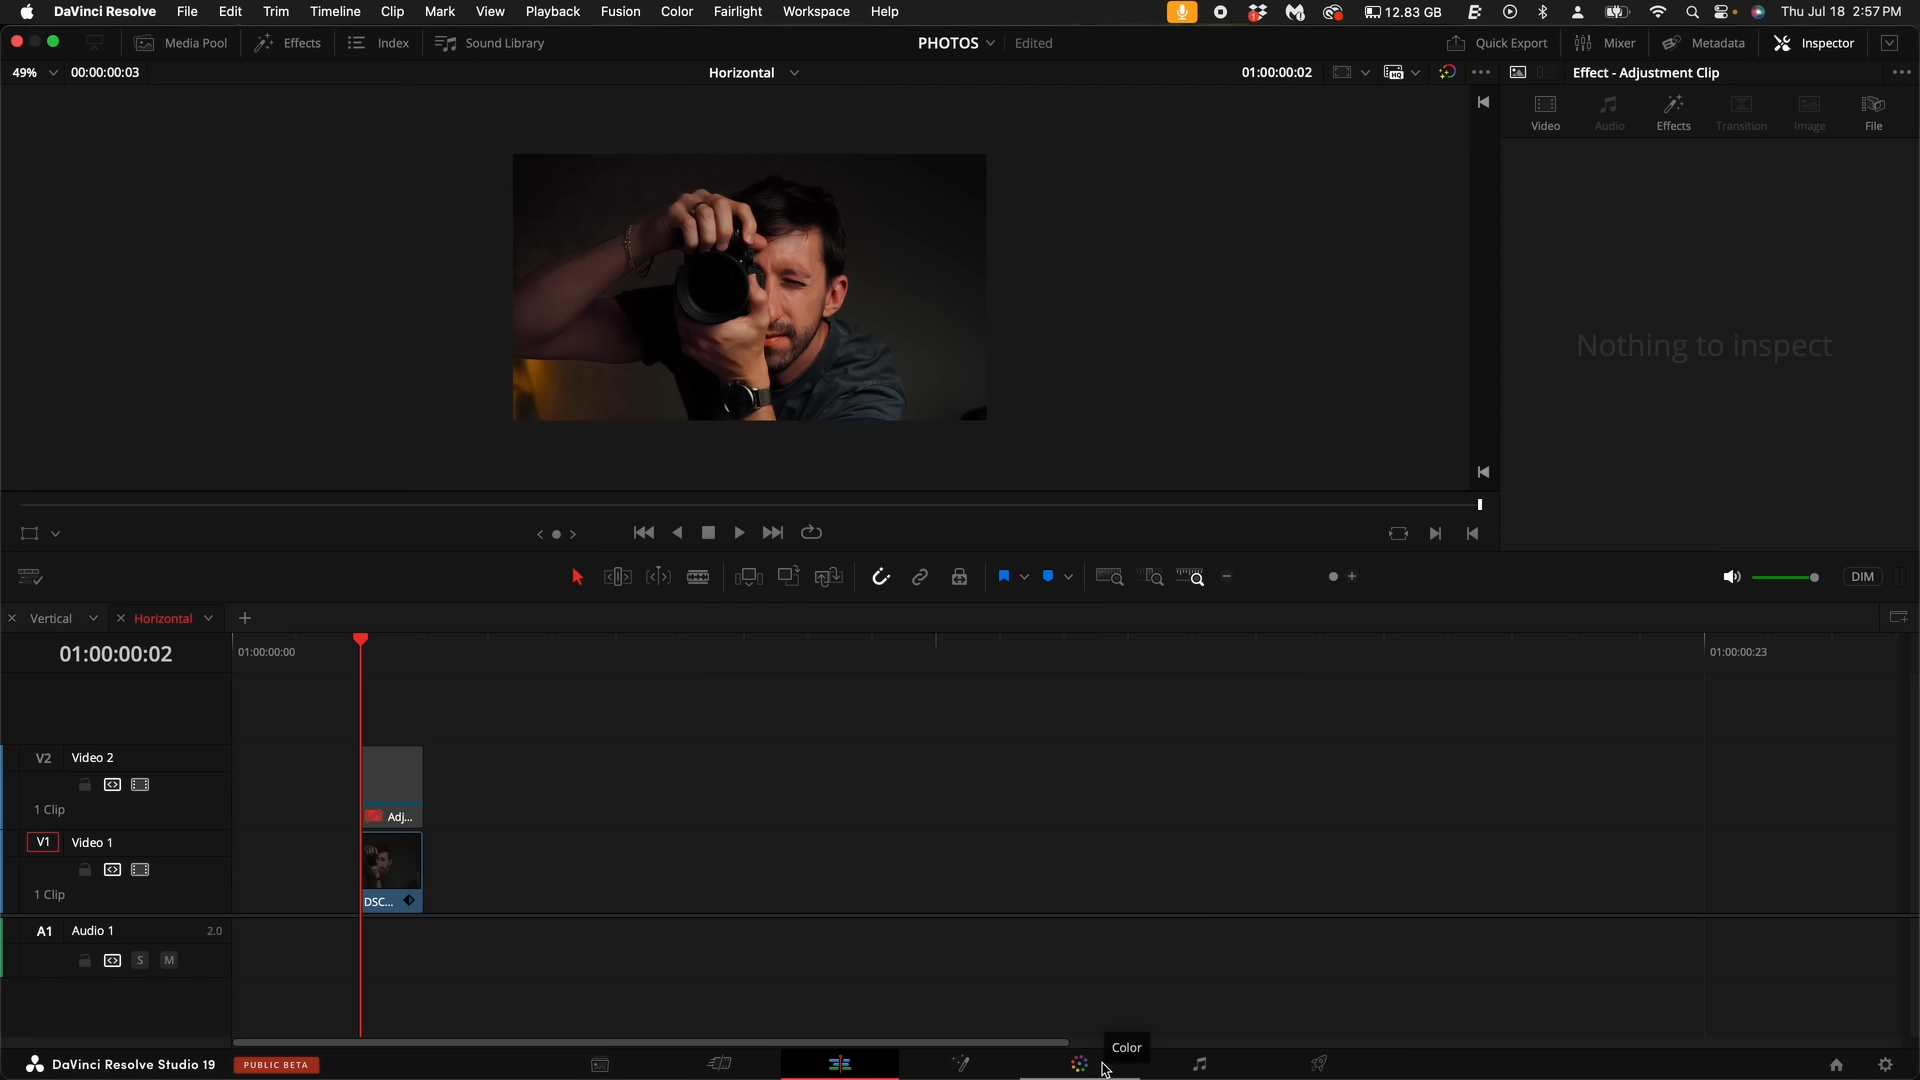 DaVinci Resolve File Edit Trim Timeline Clip Mark View Playback Fusion Color Fairlight Workspace Help 12.83 GB Thu Jul 18 2:57 PM
Media Pool Effects Index Sound Library PHOTOS Edited Quick Export Mixer Metadata Inspector
49% 00:00:00:03 Horizontal 01:00:00:02 Effect - Adjustment Clip
Video Audio Effects Transition Image File
Nothing to inspect
DIM
Vertical Horizontal
01:00:00:02 01:00:00:00 01:00:00:23
V2 Video 2
1 Clip
Adj...
V1 Video 1
1 Clip
DSC...
A1 Audio 1 2.0
S M
Color
DaVinci Resolve Studio 19 PUBLIC BETA